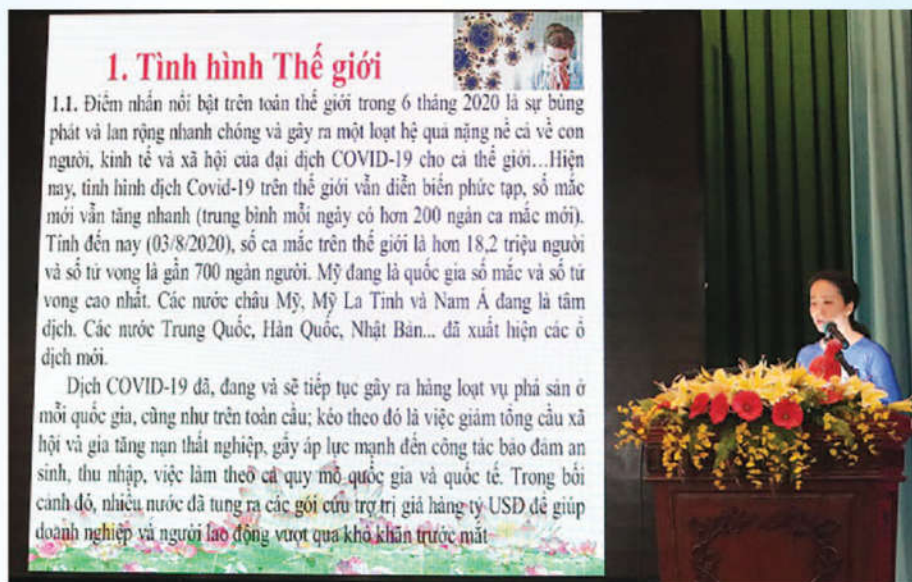 1. Tình hình Thế giới
1.1. Điểm nhấn nổi bật trên toàn thế giới trong 6 tháng 2020 là sự bùng
phát và lan rộng nhanh chóng và gây ra một loạt hệ quả nặng nề cả về con
người, kinh tế và xã hội của đại dịch COVID-19 cho cả thế giới...Hiện
nay, tình hình dịch Covid-19 trên thế giới vẫn diễn biến phức tạp, số mắc
mới vẫn tăng nhanh (trung bình mỗi ngày có hơn 200 ngàn ca mắc mới).
Tính đến nay (03/8/2020), số ca mắc trên thế giới là hơn 18,2 triệu người
và số tử vong là gần 700 ngàn người. Mỹ đang là quốc gia số mắc và số tử
vong cao nhất. Các nước châu Mỹ, Mỹ La Tinh và Nam Á đang là tâm
dịch. Các nước Trung Quốc, Hàn Quốc, Nhật Bản... đã xuất hiện các ổ
dịch mới.
Dịch COVID-19 đã, đang và sẽ tiếp tục gây ra hàng loạt vụ phá sản ở
mỗi quốc gia, cũng như trên toàn cầu; kéo theo đó là việc giảm tổng cầu xã
hội và gia tăng nạn thất nghiệp, gây áp lực mạnh đến công tác bảo đảm an
sinh, thu nhập, việc làm theo cả quy mô quốc gia và quốc tế. Trong bối
cảnh đó, nhiều nước đã tung ra các gói cứu trợ trị giá hàng tỷ USD để giúp
doanh nghiệp và người lao động vượt qua khó khăn trước mắt